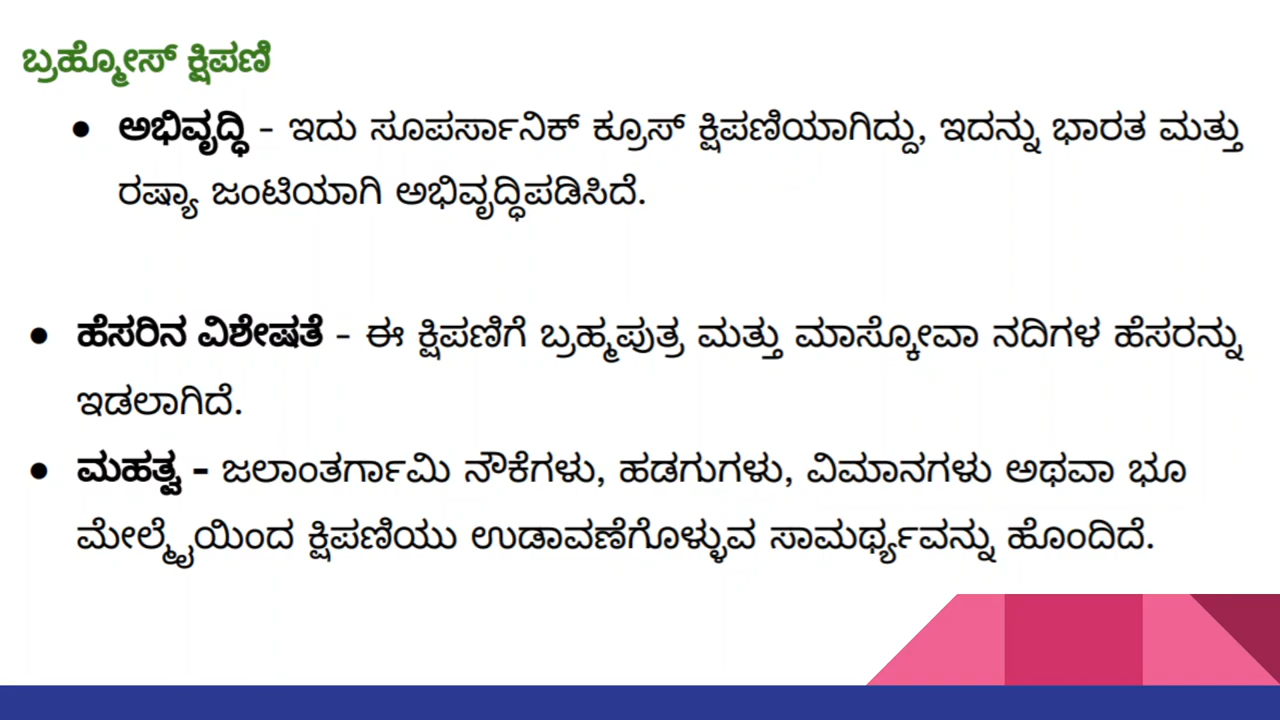 ಬ್ರಹ್ಮೋಸ್ ಕ್ಷಿಪಣಿ
● ಅಭಿವೃದ್ಧಿ - ಇದು ಸೂಪರ್ಸಾನಿಕ್ ಕ್ರೂಸ್ ಕ್ಷಿಪಣಿಯಾಗಿದ್ದು, ಇದನ್ನು ಭಾರತ ಮತ್ತು
ರಷ್ಯಾ ಜಂಟಿಯಾಗಿ ಅಭಿವೃದ್ಧಿಪಡಿಸಿದೆ.
● ಹೆಸರಿನ ವಿಶೇಷತೆ - ಈ ಕ್ಷಿಪಣಿಗೆ ಬ್ರಹ್ಮಪುತ್ರ ಮತ್ತು ಮಾಸ್ಕೋವಾ ನದಿಗಳ ಹೆಸರನ್ನು
ಇಡಲಾಗಿದೆ.
● ಮಹತ್ವ - ಜಲಾಂತರ್ಗಾಮಿ ನೌಕೆಗಳು, ಹಡಗುಗಳು, ವಿಮಾನಗಳು ಅಥವಾ ಭೂ
ಮೇಲ್ಮೈಯಿಂದ ಕ್ಷಿಪಣಿಯು ಉಡಾವಣೆಗೊಳ್ಳುವ ಸಾಮರ್ಥ್ಯವನ್ನು ಹೊಂದಿದೆ.